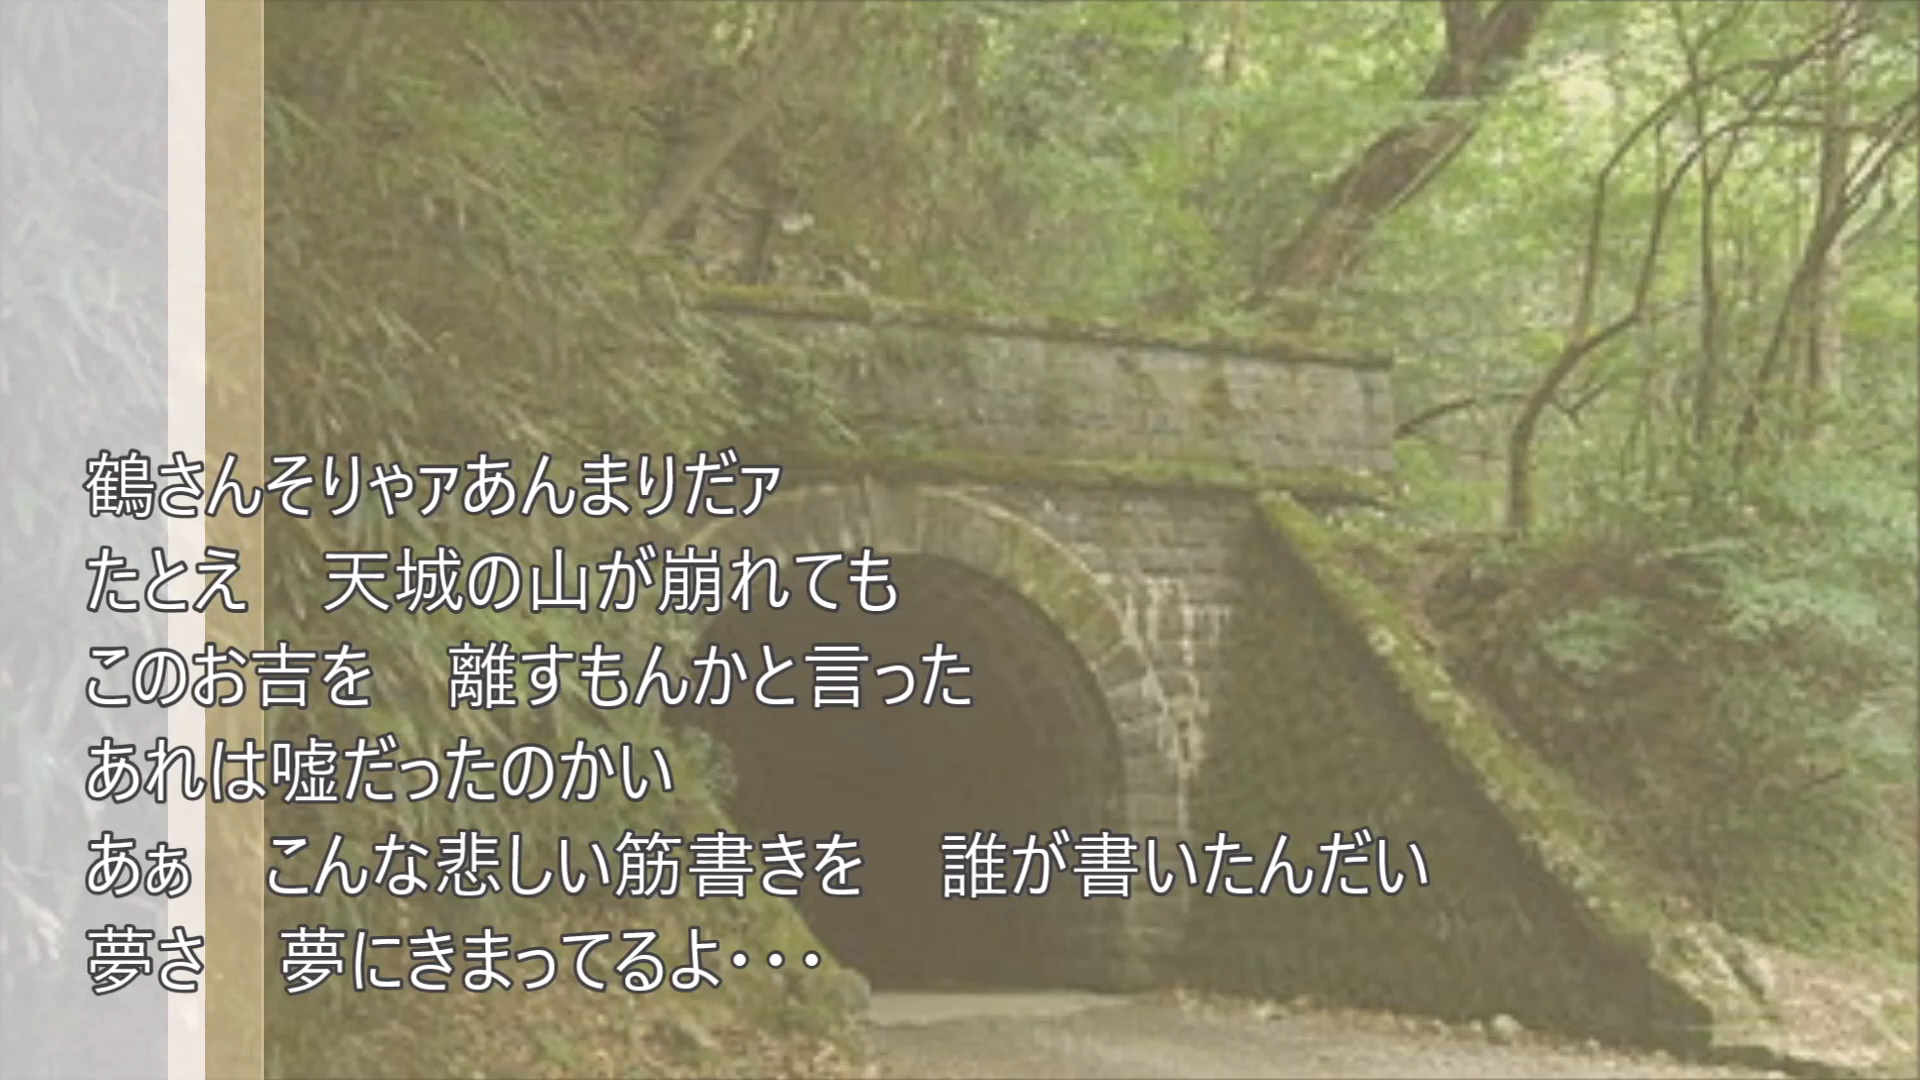 鶴さんそりゃァあんまりだァ
たとえ　天城の山が崩れても
このお吉を　離すもんかと言った
あれは嘘だったのかい
あぁ　こんな悲しい筋書きを　誰が書いたんだい
夢さ　夢にきまってるよ・・・